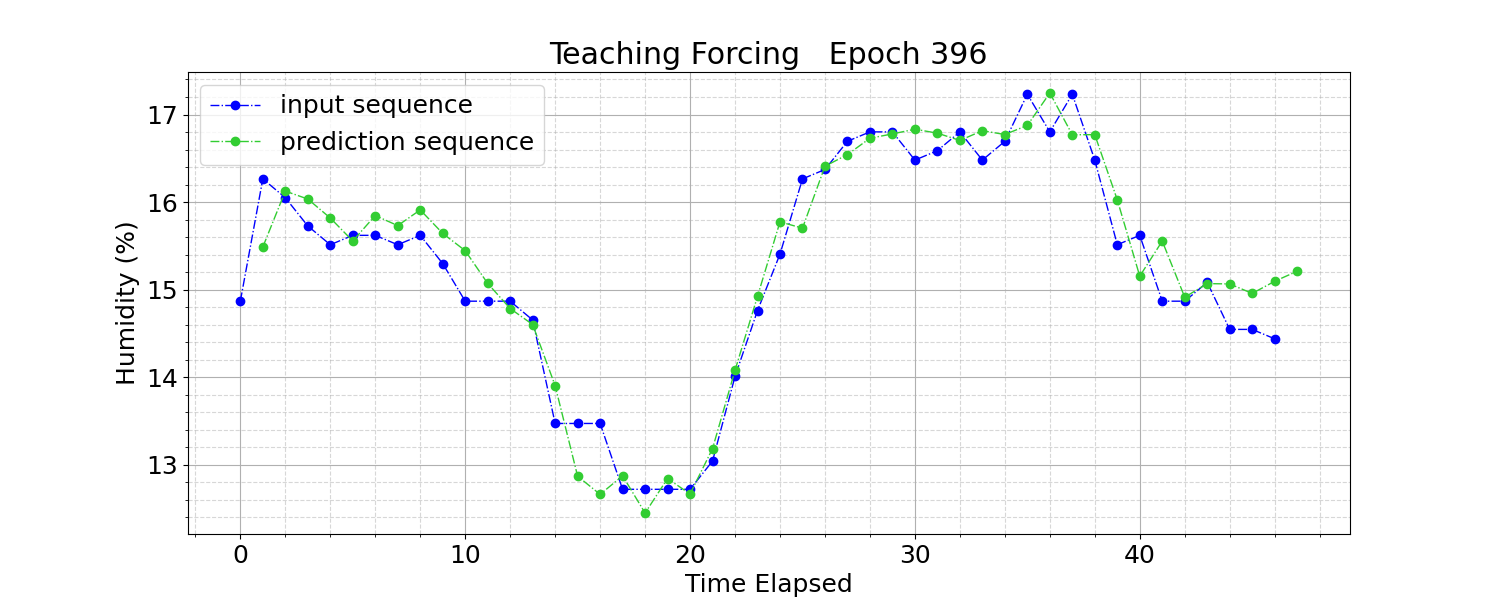 Teaching Forcing   Epoch 396
input sequence
prediction sequence
Humidity (%)
17
16
15
14
13
0 10 20 30 40
Time Elapsed